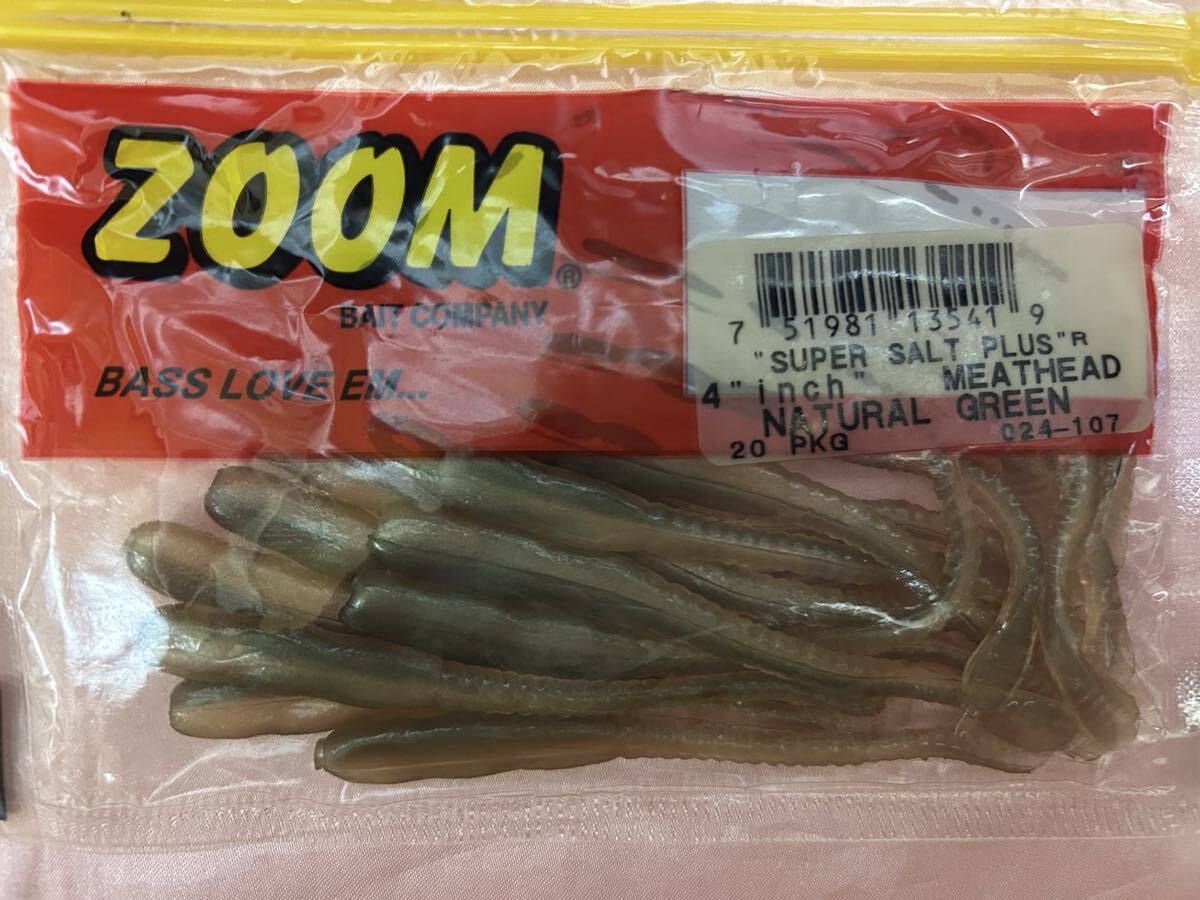 ZOOM®
BAIT COMPANY
BASS LOVE EM...
7 51981 13541 9
"SUPER SALT PLUS"R
4" inch" MEATHEAD
NATURAL GREEN
20 PKG 024-107